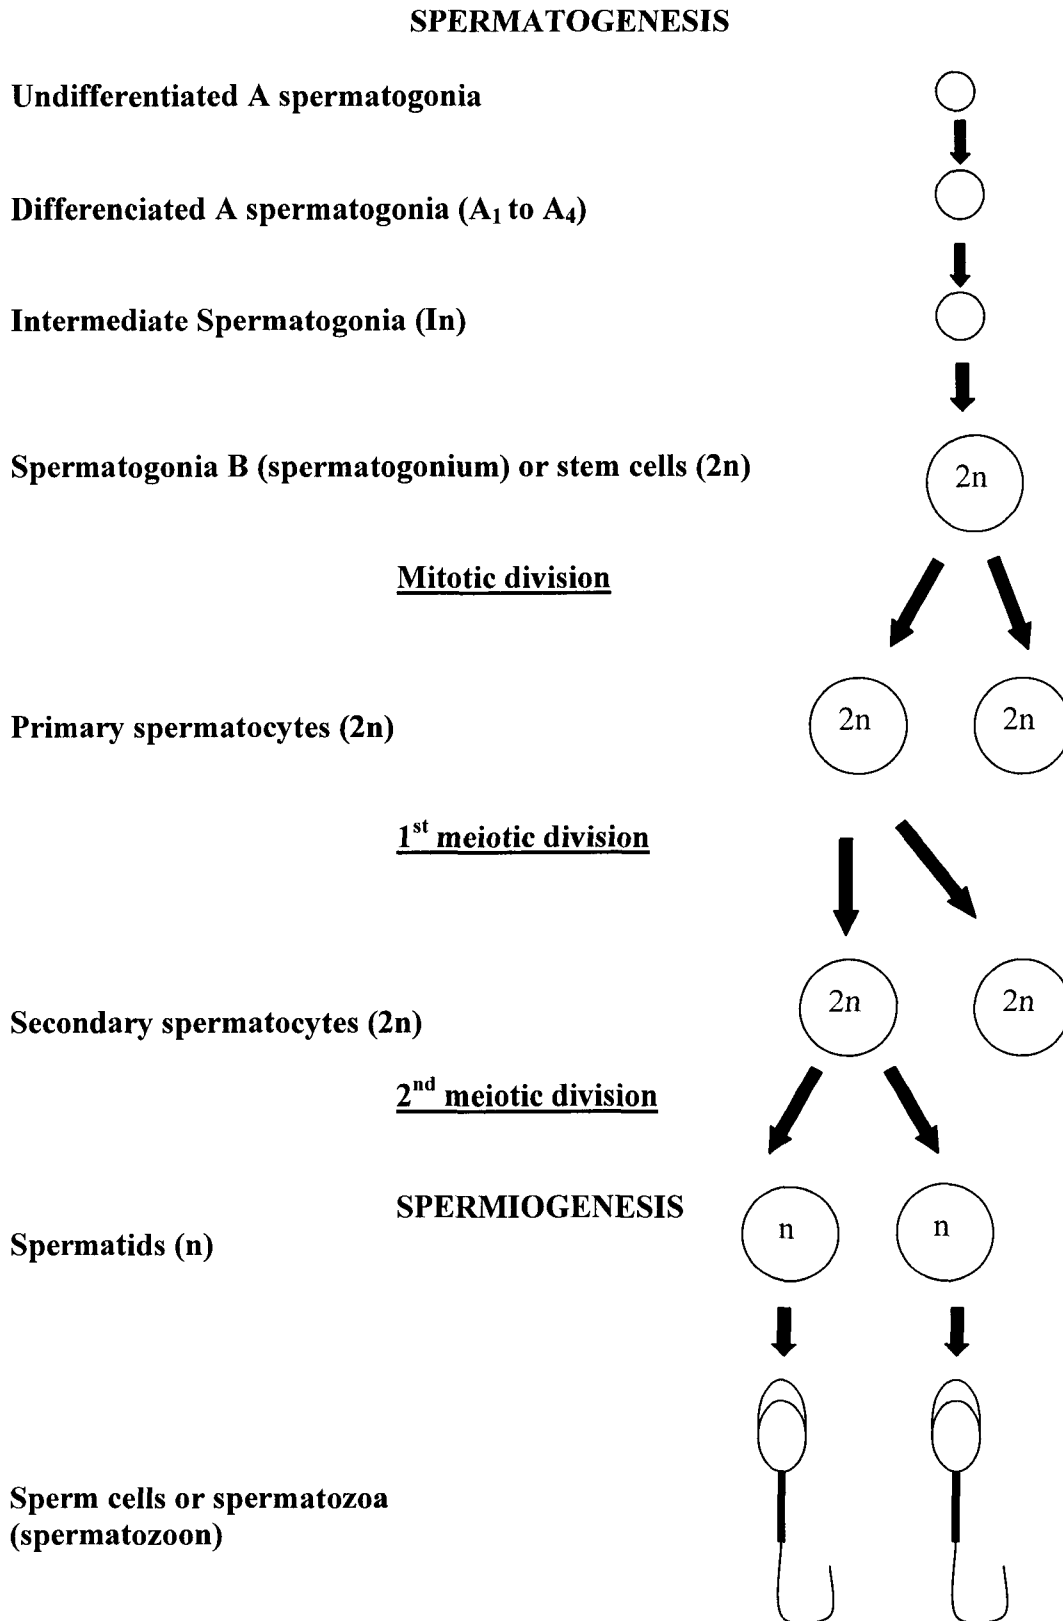 SPERMATOGENESIS
Undifferentiated A spermatogonia
Differenciated A spermatogonia (A₁ to A₄)
Intermediate Spermatogonia (In)
Spermatogonia B (spermatogonium) or stem cells (2n)
2n
Mitotic division
Primary spermatocytes (2n)
2n
2n
1ˢᵗ meiotic division
Secondary spermatocytes (2n)
2n
2n
2ⁿᵈ meiotic division
SPERMIOGENESIS
Spermatids (n)
n
n
Sperm cells or spermatozoa
(spermatozoon)